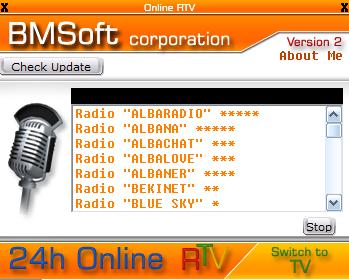 X Online RTV X
BMSoft corporation
Version 2
About Me
Check Update
Radio "ALBARADIO" *****
Radio "ALBANA" *****
Radio "ALBACHAT" ***
Radio "ALBALOVE" ***
Radio "ALBANER" ****
Radio "BEKINET" **
Radio "BLUE SKY" *
Stop
24h Online RTV
Switch to
TV